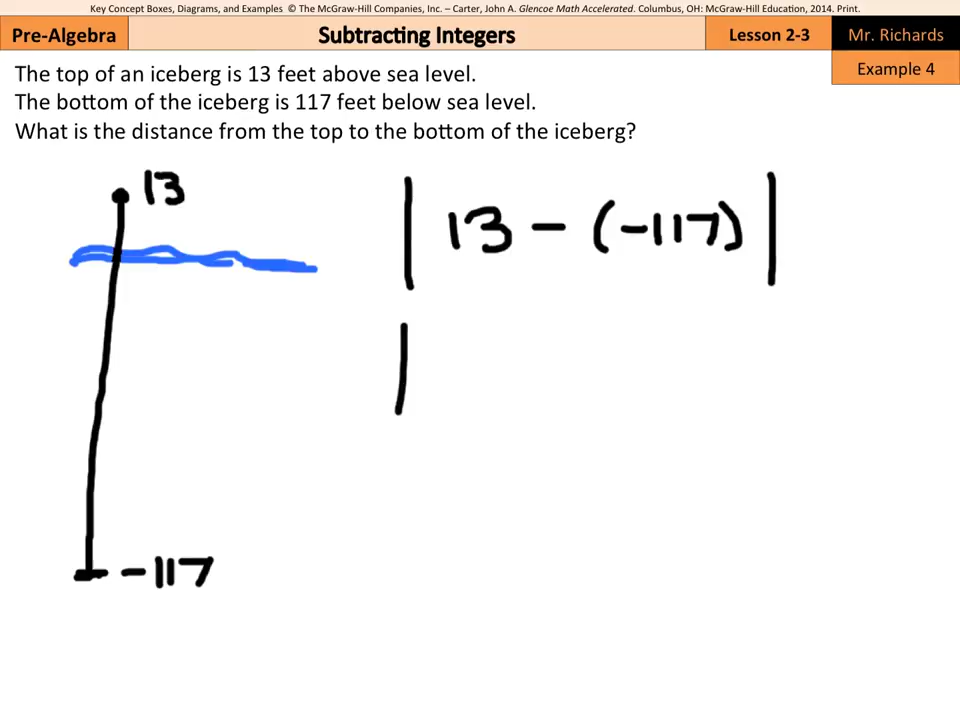 Key Concept Boxes, Diagrams, and Examples © The McGraw-Hill Companies, Inc. – Carter, John A. Glencoe Math Accelerated. Columbus, OH: McGraw-Hill Education, 2014. Print.
Pre-Algebra
Subtracting Integers
Lesson 2-3
Mr. Richards
Example 4
The top of an iceberg is 13 feet above sea level.
The bottom of the iceberg is 117 feet below sea level.
What is the distance from the top to the bottom of the iceberg?
13
| 13 - (-117) |
|
-117